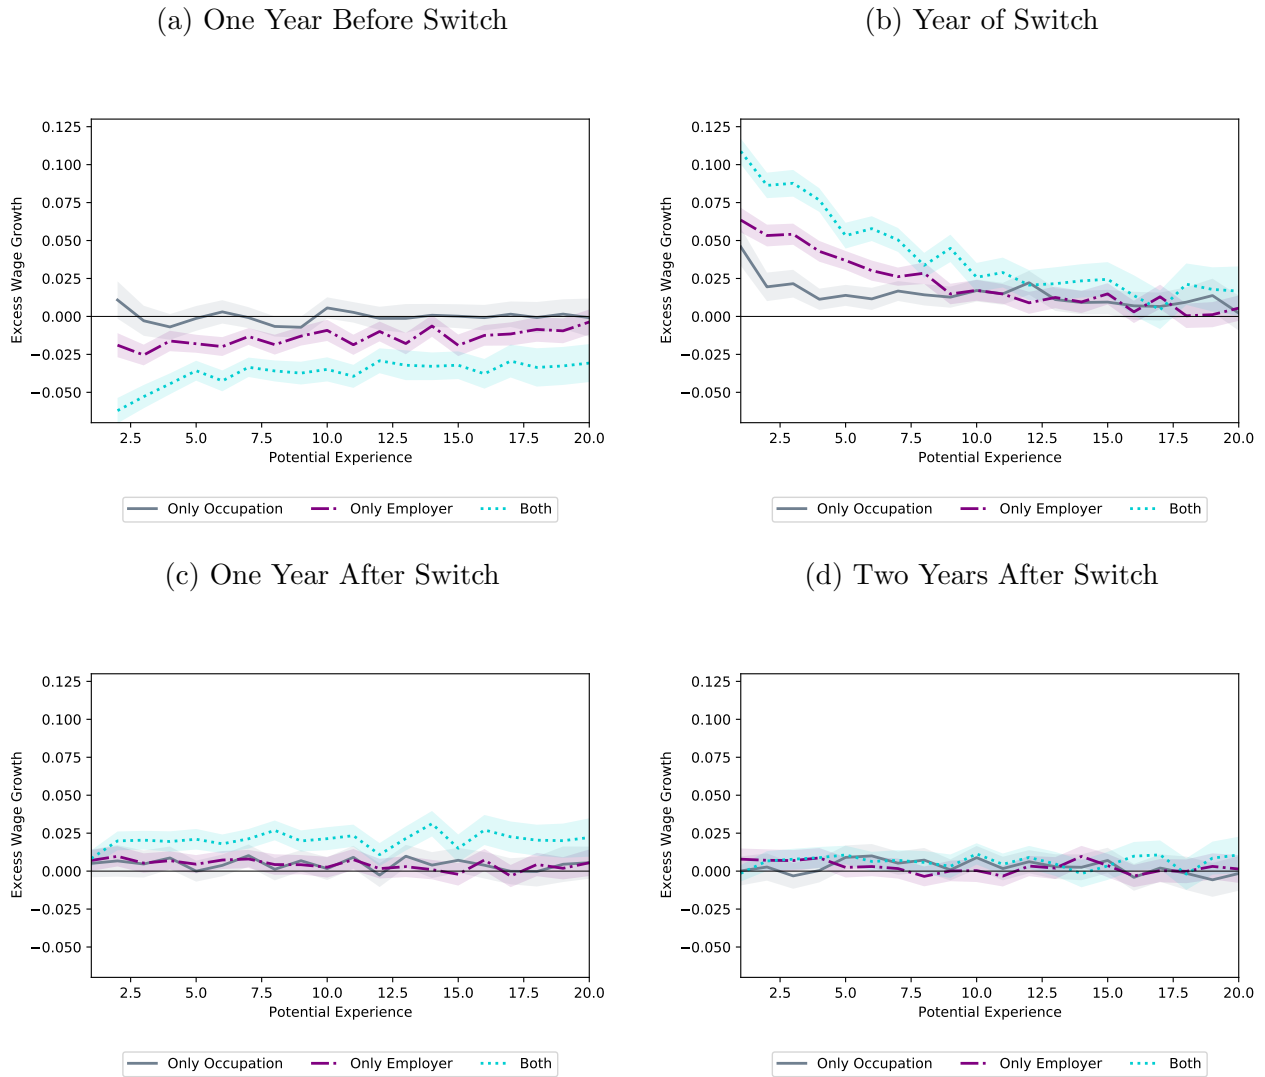 (a) One Year Before Switch
0.125
0.100
0.075
0.050
0.025
0.000
−0.025
−0.050
Excess Wage Growth
2.5 5.0 7.5 10.0 12.5 15.0 17.5 20.0
Potential Experience
Only Occupation Only Employer Both
(b) Year of Switch
0.125
0.100
0.075
0.050
0.025
0.000
−0.025
−0.050
Excess Wage Growth
2.5 5.0 7.5 10.0 12.5 15.0 17.5 20.0
Potential Experience
Only Occupation Only Employer Both
(c) One Year After Switch
0.125
0.100
0.075
0.050
0.025
0.000
−0.025
−0.050
Excess Wage Growth
2.5 5.0 7.5 10.0 12.5 15.0 17.5 20.0
Potential Experience
Only Occupation Only Employer Both
(d) Two Years After Switch
0.125
0.100
0.075
0.050
0.025
0.000
−0.025
−0.050
Excess Wage Growth
2.5 5.0 7.5 10.0 12.5 15.0 17.5 20.0
Potential Experience
Only Occupation Only Employer Both